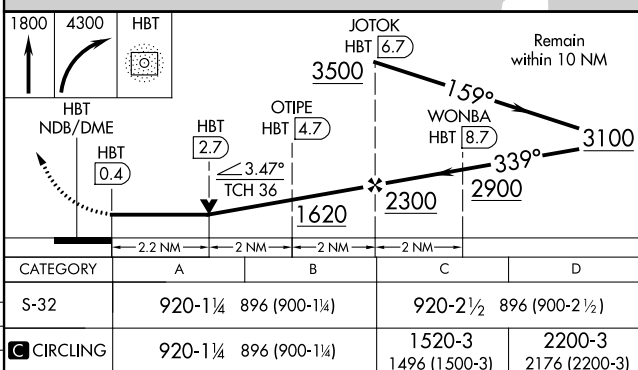 1800 4300 HBT
JOTOK
HBT 6.7
Remain
within 10 NM
3500
159°
HBT
NDB/DME
HBT
0.4
HBT
2.7
OTIPE
HBT 4.7
WONBA
HBT 8.7
3100
339°
3.47°
TCH 36
1620
2300
2900
2.2 NM 2 NM 2 NM 2 NM
CATEGORY A B C D
S-32 920-1¼ 896 (900-1¼) 920-2½ 896 (900-2½)
C CIRCLING 920-1¼ 896 (900-1¼) 1520-3 2200-3
1496 (1500-3) 2176 (2200-3)